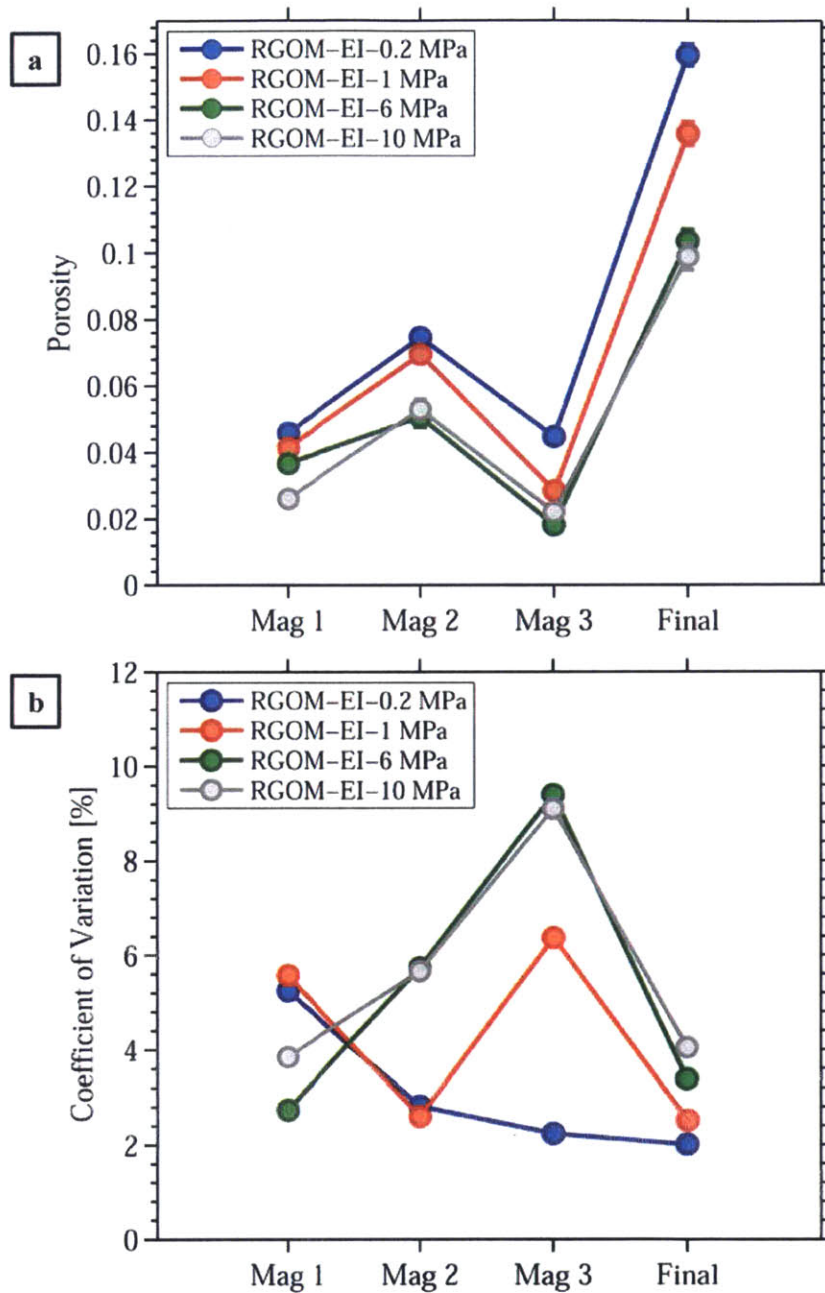 a
RGOM–EI–0.2 MPa
RGOM–EI–1 MPa
RGOM–EI–6 MPa
RGOM–EI–10 MPa
0.16
0.14
0.12
0.1
0.08
0.06
0.04
0.02
0
Porosity
Mag 1 Mag 2 Mag 3 Final
b
RGOM–EI–0.2 MPa
RGOM–EI–1 MPa
RGOM–EI–6 MPa
RGOM–EI–10 MPa
12
10
8
6
4
2
0
Coefficient of Variation [%]
Mag 1 Mag 2 Mag 3 Final